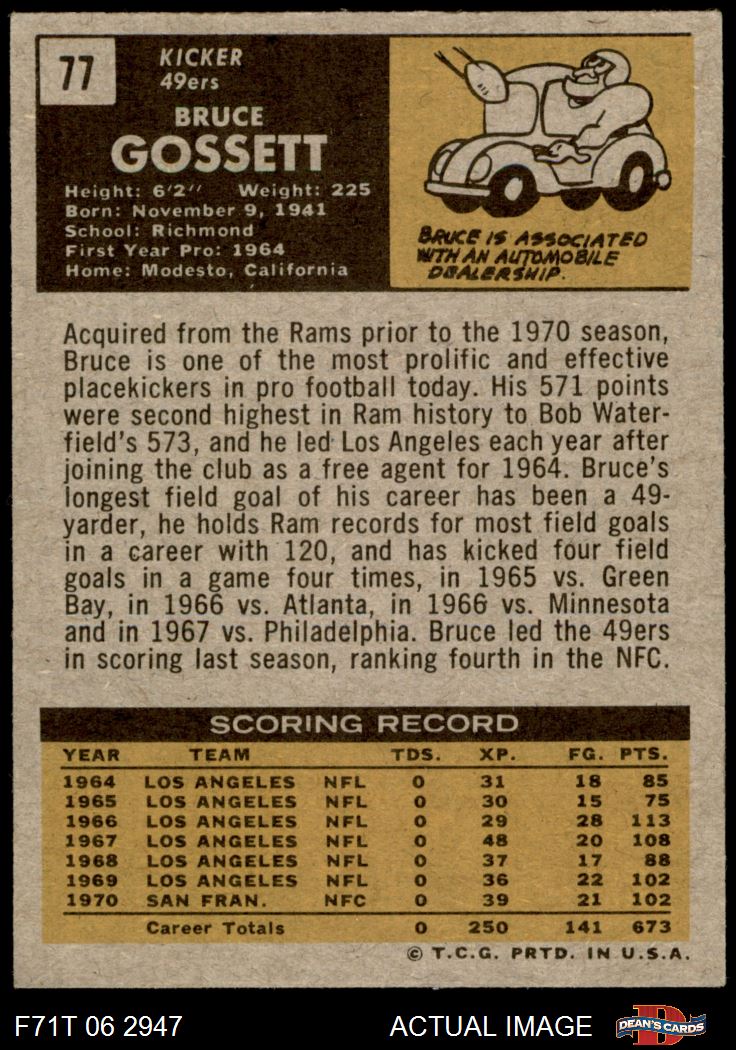 77
KICKER
49ers
BRUCE
GOSSETT
Height: 6'2" Weight: 225
Born: November 9, 1941
School: Richmond
First Year Pro: 1964
Home: Modesto, California
BRUCE IS ASSOCIATED
WITH AN AUTOMOBILE
DEALERSHIP.
Acquired from the Rams prior to the 1970 season,
Bruce is one of the most prolific and effective
placekickers in pro football today. His 571 points
were second highest in Ram history to Bob Water-
field's 573, and he led Los Angeles each year after
joining the club as a free agent for 1964. Bruce's
longest field goal of his career has been a 49-
yarder, he holds Ram records for most field goals
in a career with 120, and has kicked four field
goals in a game four times, in 1965 vs. Green
Bay, in 1966 vs. Atlanta, in 1966 vs. Minnesota
and in 1967 vs. Philadelphia. Bruce led the 49ers
in scoring last season, ranking fourth in the NFC.
SCORING RECORD
YEAR TEAM TDS. XP. FG. PTS.
1964 LOS ANGELES NFL 0 31 18 85
1965 LOS ANGELES NFL 0 30 15 75
1966 LOS ANGELES NFL 0 29 28 113
1967 LOS ANGELES NFL 0 48 20 108
1968 LOS ANGELES NFL 0 37 17 88
1969 LOS ANGELES NFL 0 36 22 102
1970 SAN FRAN. NFC 0 39 21 102
Career Totals 0 250 141 673
© T.C.G. PRTD. IN U.S.A.
F71T 06 2947 ACTUAL IMAGE D DEAN'S CARDS